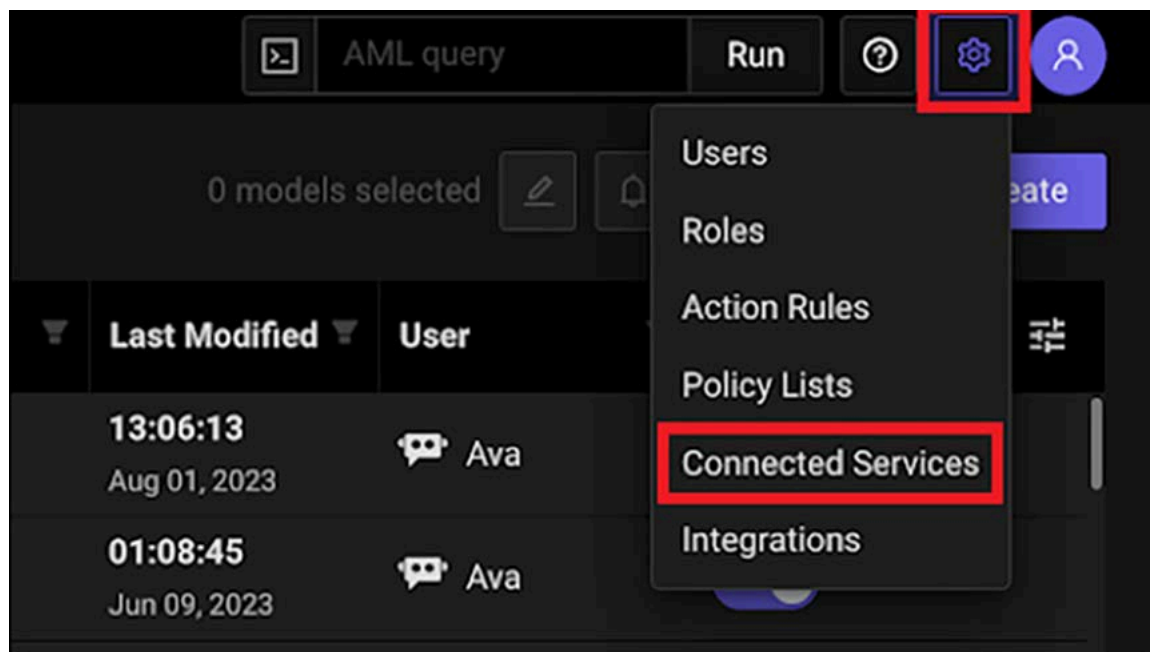 AML query Run
Users
0 models selected eate
Roles
Action Rules
Last Modified User
Policy Lists
13:06:13
Ava
Connected Services
Aug 01, 2023
Integrations
01:08:45
Ava
Jun 09, 2023